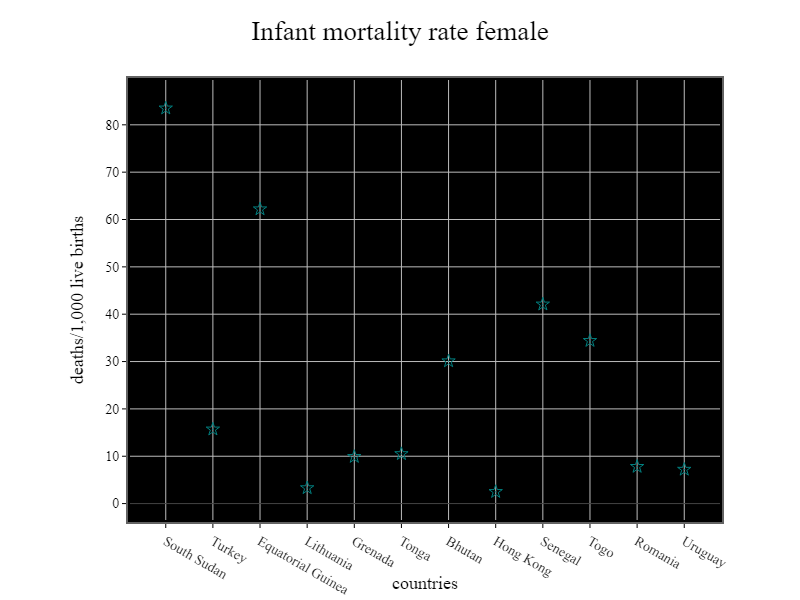 Infant mortality rate female
deaths/1,000 live births
80
70
60
50
40
30
20
10
0
South Sudan
Turkey
Equatorial Guinea
Lithuania
Grenada
Tonga
Bhutan
Hong Kong
Senegal
Togo
Romania
Uruguay
countries